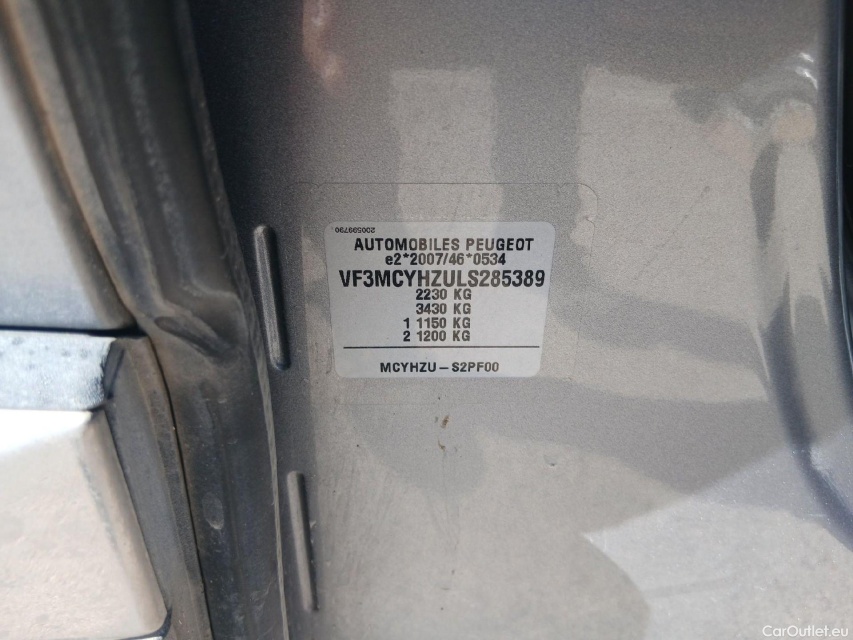 200599790
AUTOMOBILES PEUGEOT
e2*2007/46*0534
VF3MCYHZULS285389
2230 KG
3430 KG
1 1150 KG
2 1200 KG
MCYHZU-S2PF00
CarOutlet.eu